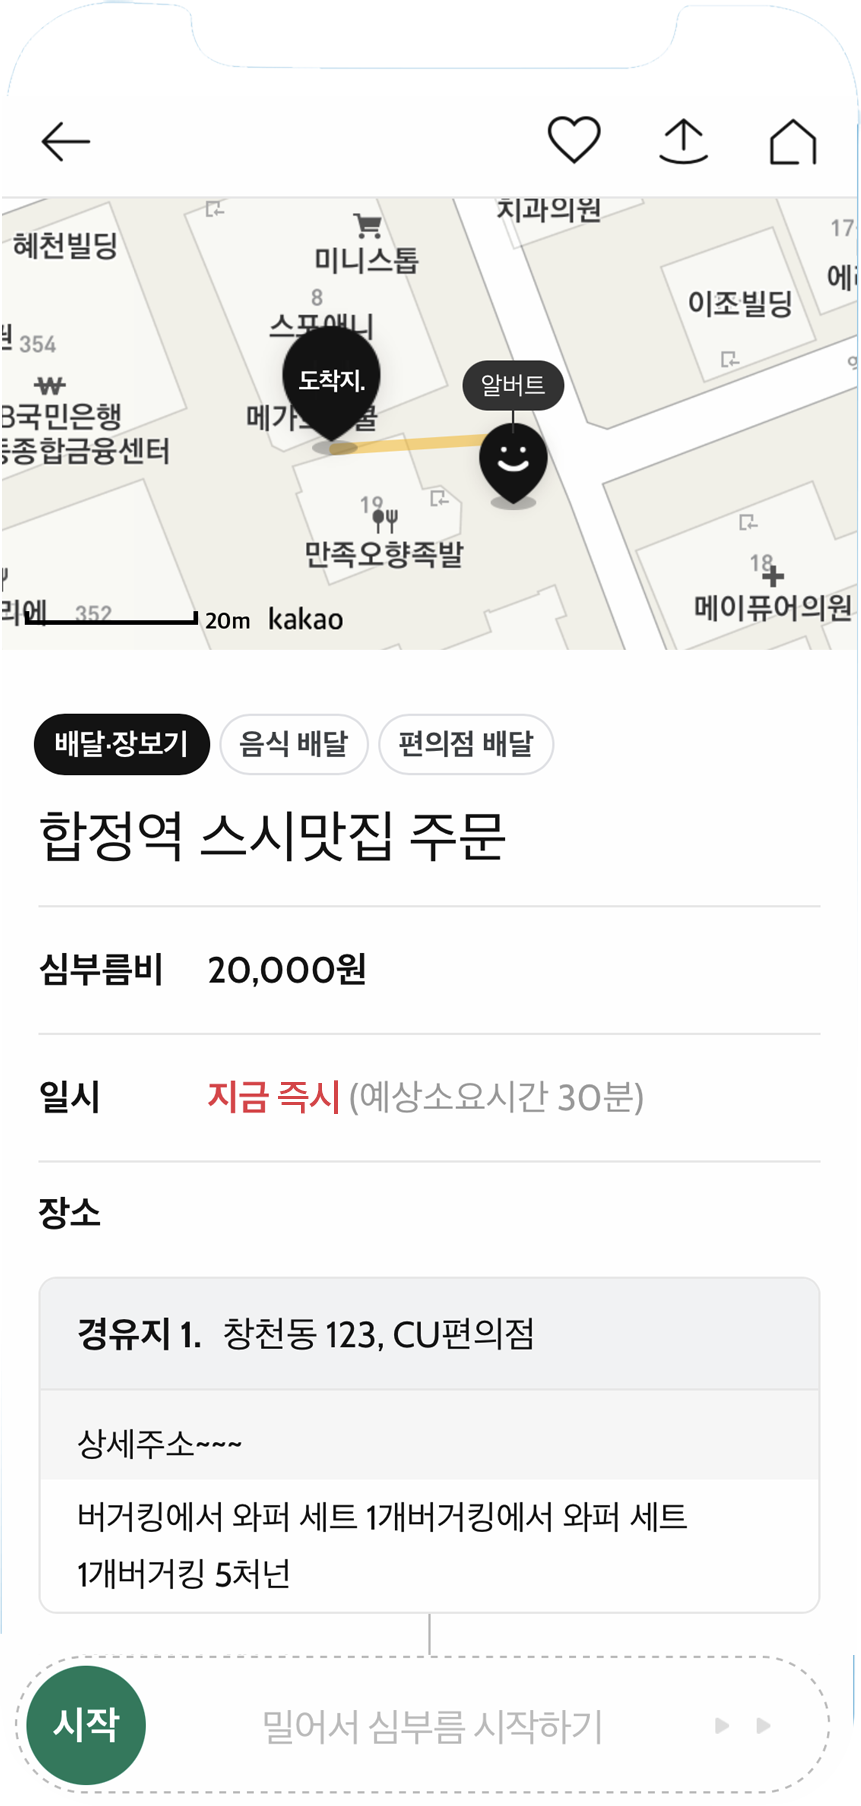 치과의원
혜천빌딩
미니스톱
17
이조빌딩
8
스포애니
354
도착지.
알버트
B국민은행
종합금융센터
19
만족오향족발
18
메이퓨어의원
리에
352
20m kakao
배달·장보기 음식 배달 편의점 배달
합정역 스시맛집 주문
심부름비 20,000원
일시 지금 즉시 (예상소요시간 30분)
장소
경유지 1. 창천동 123, CU편의점
상세주소~~~
버거킹에서 와퍼 세트 1개버거킹에서 와퍼 세트
1개버거킹 5처넌
시작 밀어서 심부름 시작하기